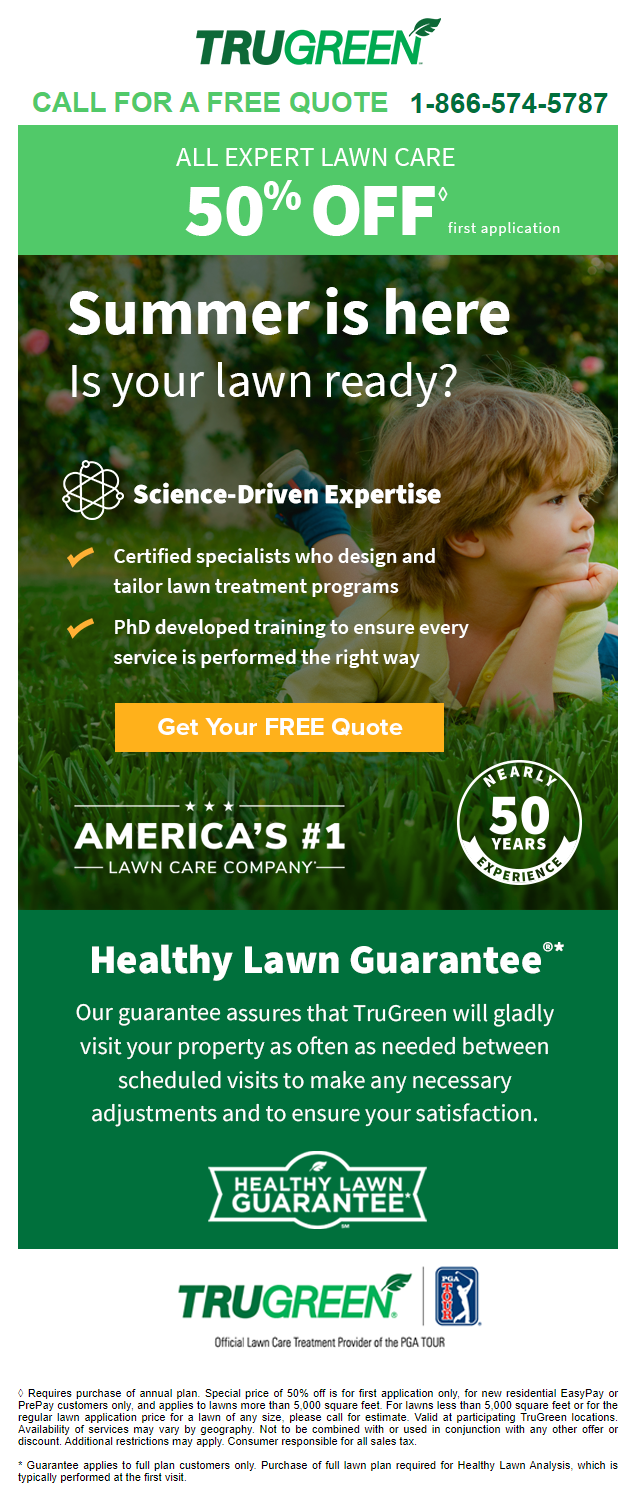 TRUGREEN
CALL FOR A FREE QUOTE 1-866-574-5787
ALL EXPERT LAWN CARE
50% OFF◊
first application
Summer is here
Is your lawn ready?
Science-Driven Expertise
Certified specialists who design and
tailor lawn treatment programs
PhD developed training to ensure every
service is performed the right way
Get Your FREE Quote
AMERICA'S #1
LAWN CARE COMPANY
NEARLY
50
YEARS
EXPERIENCE
Healthy Lawn Guarantee®*
Our guarantee assures that TruGreen will gladly
visit your property as often as needed between
scheduled visits to make any necessary
adjustments and to ensure your satisfaction.
HEALTHY LAWN
GUARANTEE*
SM
TRUGREEN®
PGA TOUR
Official Lawn Care Treatment Provider of the PGA TOUR
◊ Requires purchase of annual plan. Special price of 50% off is for first application only, for new residential EasyPay or
PrePay customers only, and applies to lawns more than 5,000 square feet. For lawns less than 5,000 square feet or for the
regular lawn application price for a lawn of any size, please call for estimate. Valid at participating TruGreen locations.
Availability of services may vary by geography. Not to be combined with or used in conjunction with any other offer or
discount. Additional restrictions may apply. Consumer responsible for all sales tax.
* Guarantee applies to full plan customers only. Purchase of full lawn plan required for Healthy Lawn Analysis, which is
typically performed at the first visit.